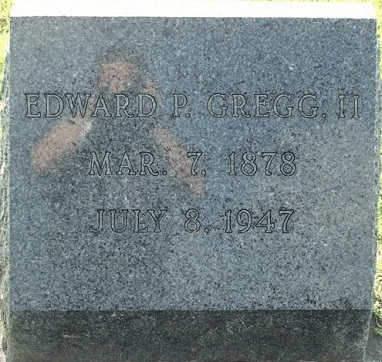 EDWARD P. GREGG, II
MAR. 7, 1878
JULY 8, 1947